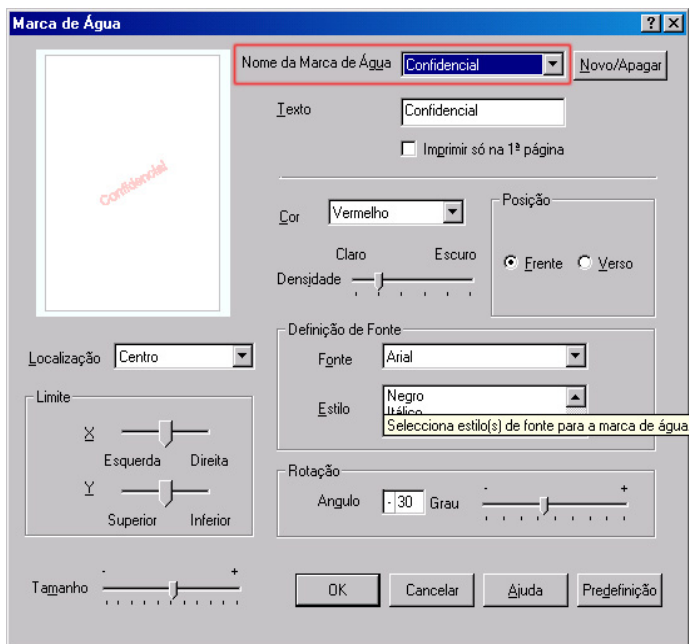 Marca de Água
Nome da Marca de Água Confidencial Novo/Apagar
Texto Confidencial
Imprimir só na 1ª página
Confidencial
Cor Vermelho
Posição
Claro Escuro
Densidade
Frente Verso
Localização Centro
Definição de Fonte
Fonte Arial
Estilo Negro
Itálico
Selecciona estilo(s) de fonte para a marca de água
Limite
X
Esquerda Direita
Y
Superior Inferior
Rotação
Angulo - 30 Grau - +
Tamanho - +
OK Cancelar Ajuda Predefinição